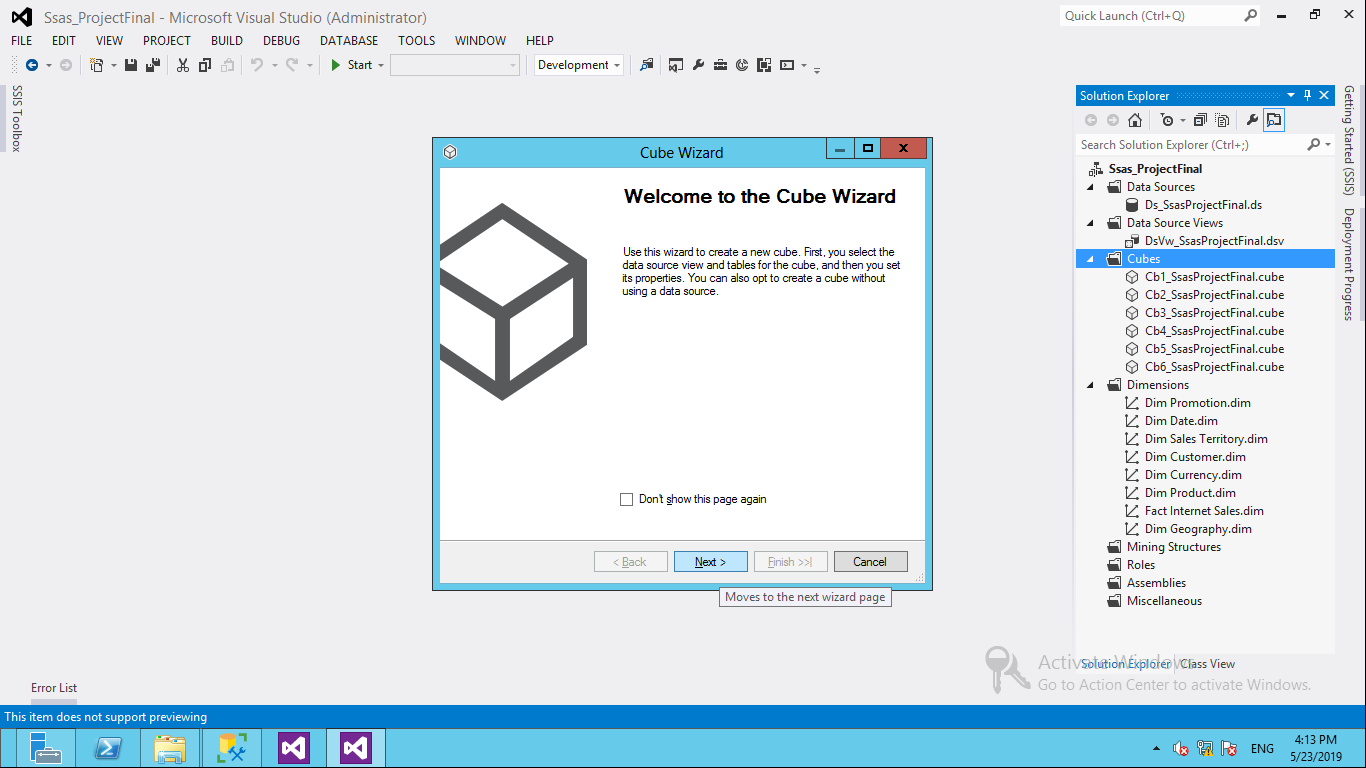 Ssas_ProjectFinal - Microsoft Visual Studio (Administrator)
Quick Launch (Ctrl+Q)
FILE EDIT VIEW PROJECT BUILD DEBUG DATABASE TOOLS WINDOW HELP
Start
Development
SSIS Toolbox
Cube Wizard
Welcome to the Cube Wizard
Use this wizard to create a new cube. First, you select the
data source view and tables for the cube, and then you set
its properties. You can also opt to create a cube without
using a data source.
Don't show this page again
< Back
Next >
Finish >>|
Cancel
Moves to the next wizard page
Solution Explorer
Search Solution Explorer (Ctrl+;)
Ssas_ProjectFinal
Data Sources
Ds_SsasProjectFinal.ds
Data Source Views
DsVw_SsasProjectFinal.dsv
Cubes
Cb1_SsasProjectFinal.cube
Cb2_SsasProjectFinal.cube
Cb3_SsasProjectFinal.cube
Cb4_SsasProjectFinal.cube
Cb5_SsasProjectFinal.cube
Cb6_SsasProjectFinal.cube
Dimensions
Dim Promotion.dim
Dim Date.dim
Dim Sales Territory.dim
Dim Customer.dim
Dim Currency.dim
Dim Product.dim
Fact Internet Sales.dim
Dim Geography.dim
Mining Structures
Roles
Assemblies
Miscellaneous
Solution Explorer
Class View
Activate Windows
Go to Action Center to activate Windows.
Getting Started (SSIS)
Deployment Progress
Error List
This item does not support previewing
ENG
4:13 PM
5/23/2019